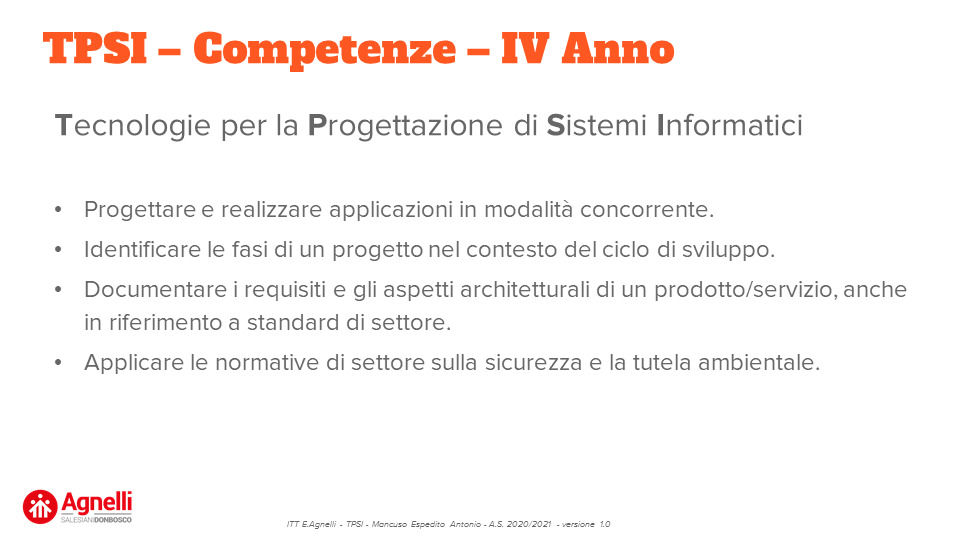 TPSI – Competenze – IV Anno
Tecnologie per la Progettazione di Sistemi Informatici
• Progettare e realizzare applicazioni in modalità concorrente.
• Identificare le fasi di un progetto nel contesto del ciclo di sviluppo.
• Documentare i requisiti e gli aspetti architetturali di un prodotto/servizio, anche
in riferimento a standard di settore.
• Applicare le normative di settore sulla sicurezza e la tutela ambientale.
Agnelli
SALESIANIDONBOSCO
ITT E.Agnelli - TPSI - Mancuso Espedito Antonio - A.S. 2020/2021 - versione 1.0